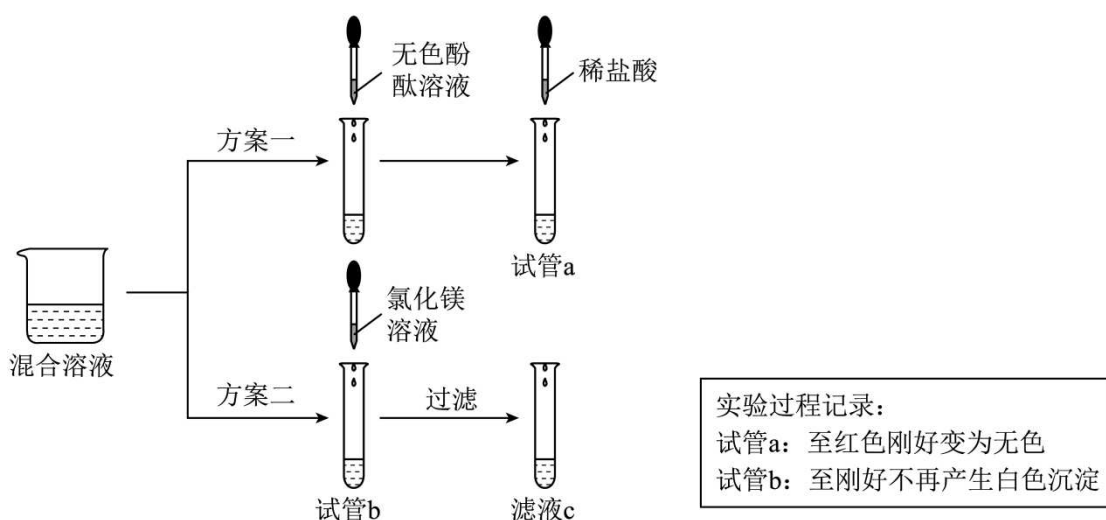 无色酚
酞溶液
稀盐酸
方案一
试管a
氯化镁
溶液
混合溶液
方案二
过滤
试管b
滤液c
实验过程记录：
试管a：至红色刚好变为无色
试管b：至刚好不再产生白色沉淀